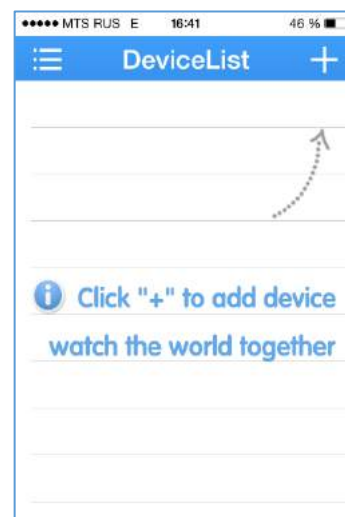 MTS RUS E 16:41 46 %
DeviceList
Click "+" to add device
watch the world together